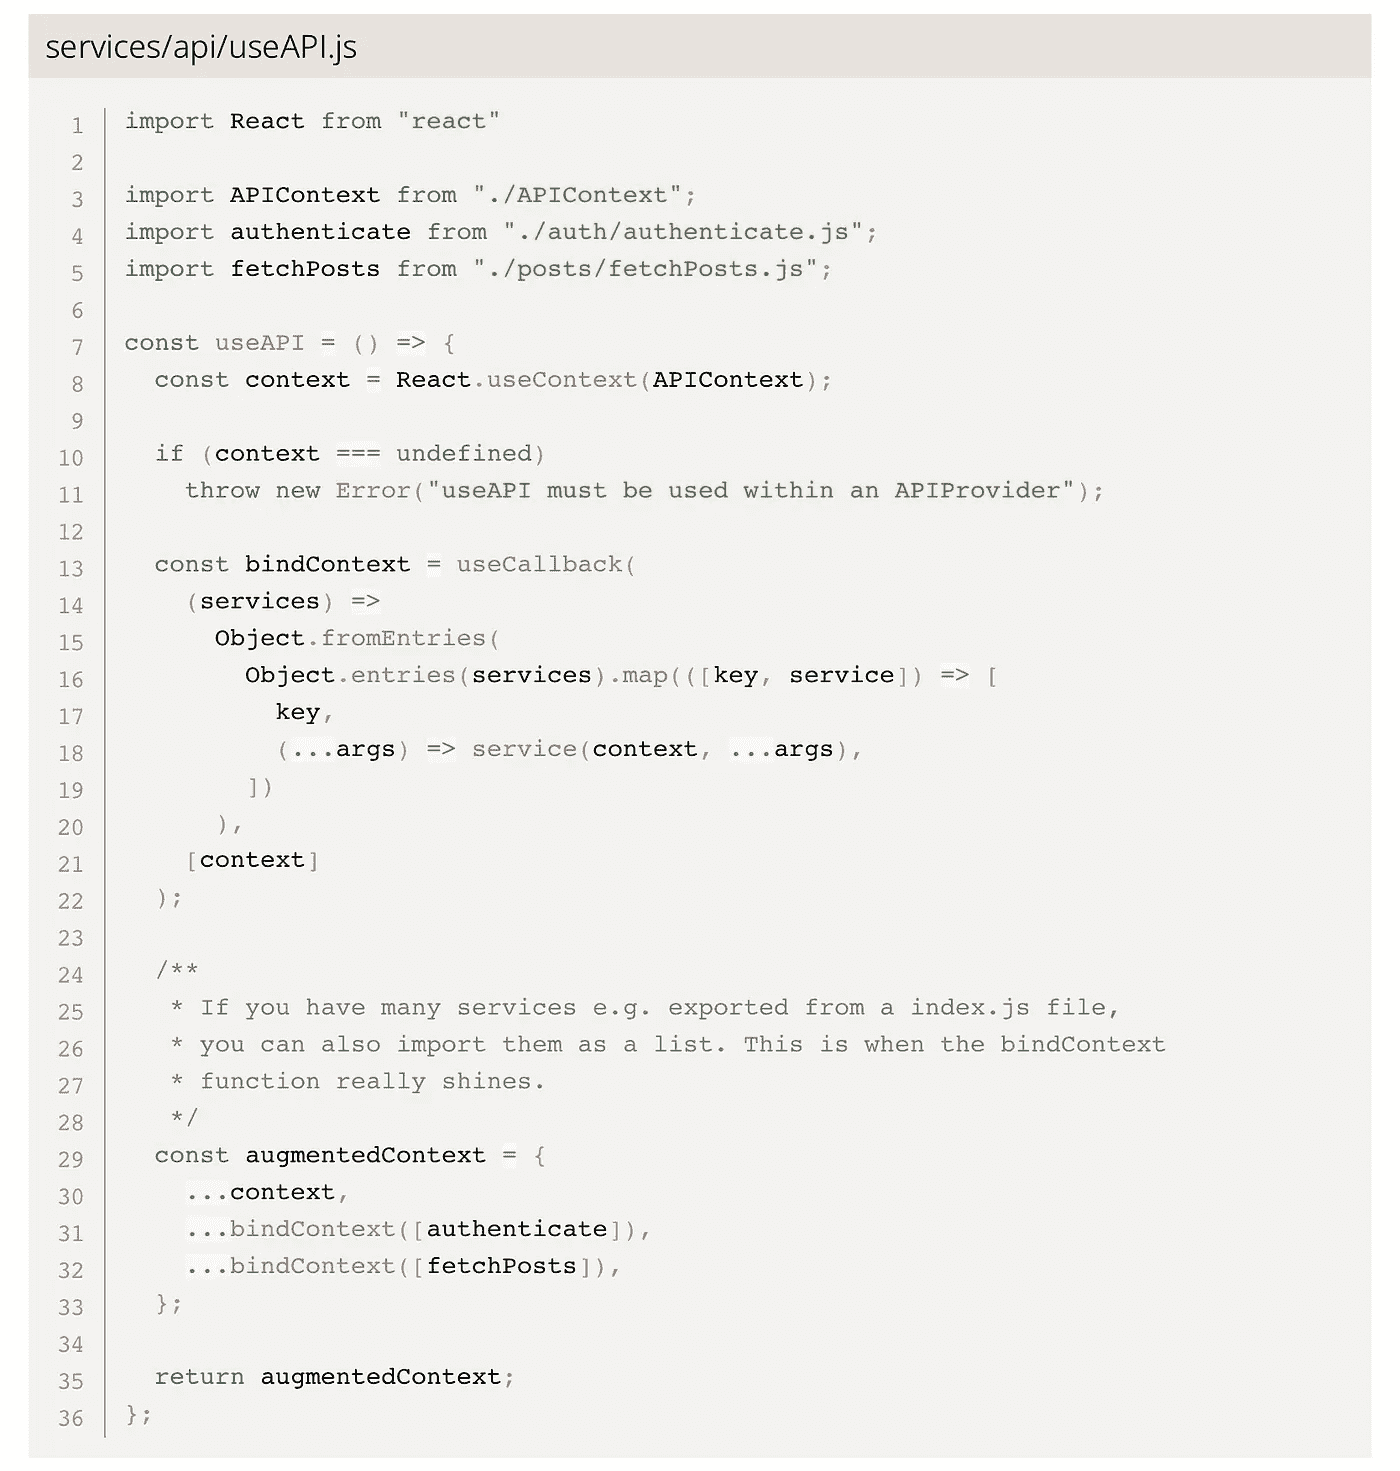 services/api/useAPI.js
1 import React from "react"
2
3 import APIContext from "./APIContext";
4 import authenticate from "./auth/authenticate.js";
5 import fetchPosts from "./posts/fetchPosts.js";
6
7 const useAPI = () => {
8   const context = React.useContext(APIContext);
9
10   if (context === undefined)
11     throw new Error("useAPI must be used within an APIProvider");
12
13   const bindContext = useCallback(
14     (services) =>
15       Object.fromEntries(
16         Object.entries(services).map(([key, service]) => [
17           key,
18           (...args) => service(context, ...args),
19         ])
20       ),
21     [context]
22   );
23
24   /**
25    * If you have many services e.g. exported from a index.js file,
26    * you can also import them as a list. This is when the bindContext
27    * function really shines.
28    */
29   const augmentedContext = {
30     ...context,
31     ...bindContext([authenticate]),
32     ...bindContext([fetchPosts]),
33   };
34
35   return augmentedContext;
36 };